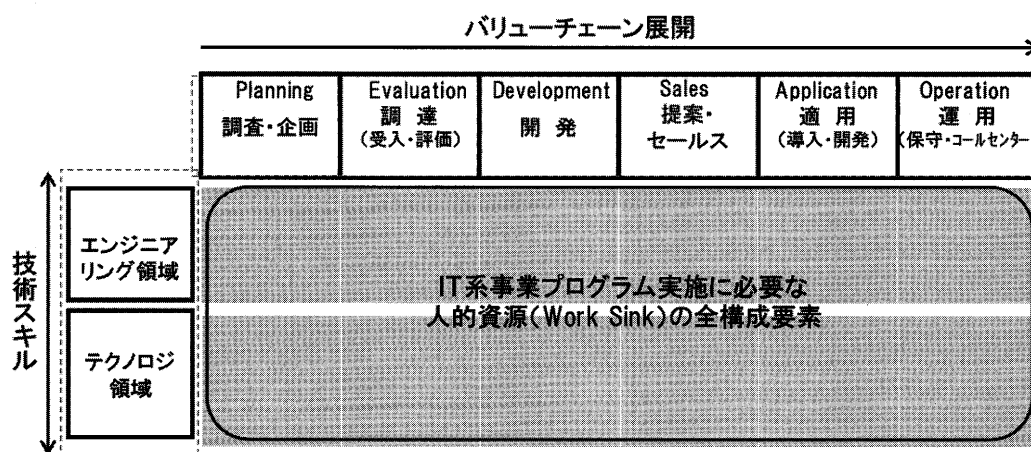 バリューチェーン展開
Planning
調査・企画
Evaluation
調 達
(受入・評価)
Development
開 発
Sales
提案・
セールス
Application
適 用
(導入・開発)
Operation
運 用
(保守・コールセンター
技術スキル
エンジニア
リング領域
テクノロジ
領域
IT系事業プログラム実施に必要な
人的資源(Work Sink)の全構成要素